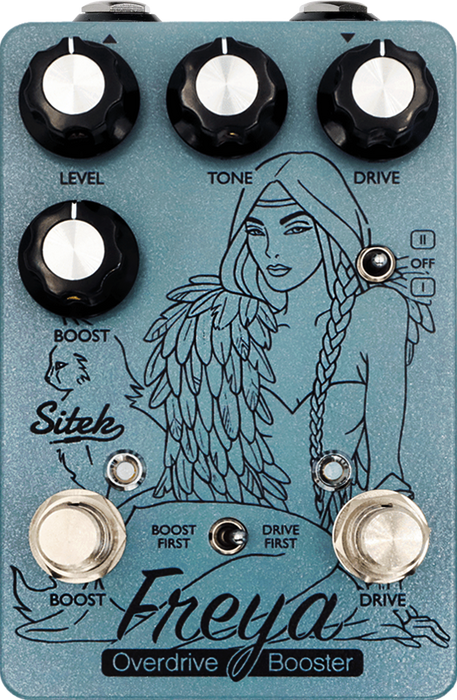 LEVEL TONE DRIVE
II
OFF
I
BOOST
Sitek
BOOST FIRST
DRIVE FIRST
BOOST
DRIVE
Freya
Overdrive Booster